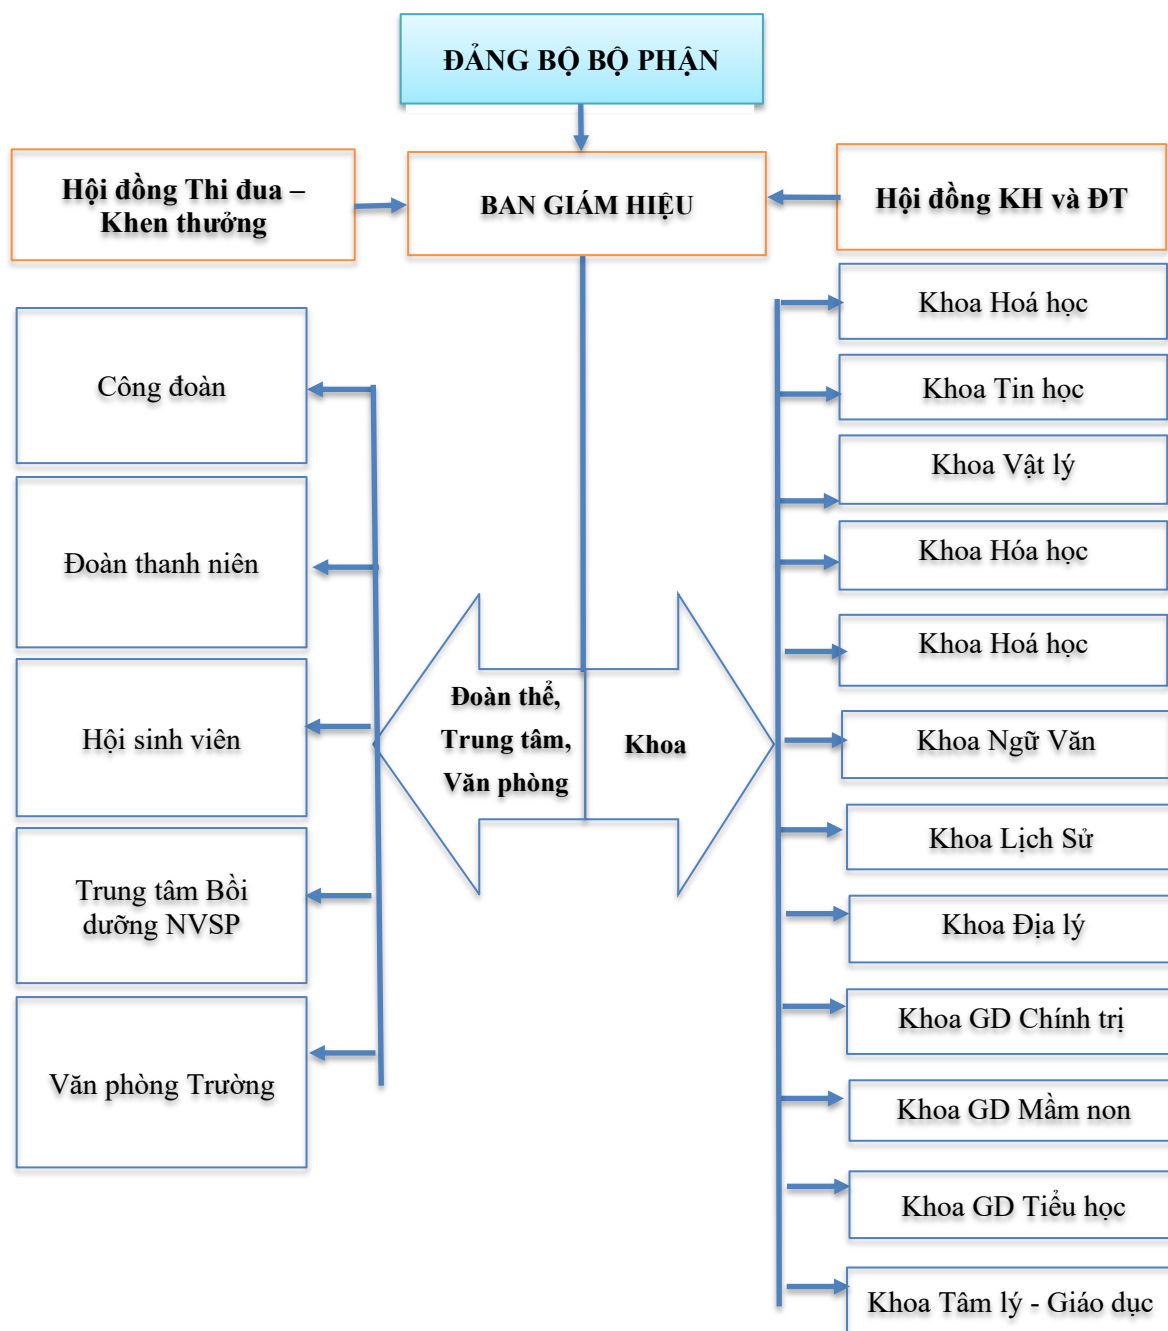 ĐẢNG BỘ BỘ PHẬN
Hội đồng Thi đua –
Khen thưởng
BAN GIÁM HIỆU
Hội đồng KH và ĐT
Công đoàn
Đoàn thanh niên
Hội sinh viên
Trung tâm Bồi
dưỡng NVSP
Văn phòng Trường
Đoàn thể,
Trung tâm,
Văn phòng
Khoa
Khoa Hoá học
Khoa Tin học
Khoa Vật lý
Khoa Hóa học
Khoa Hoá học
Khoa Ngữ Văn
Khoa Lịch Sử
Khoa Địa lý
Khoa GD Chính trị
Khoa GD Mầm non
Khoa GD Tiểu học
Khoa Tâm lý - Giáo dục